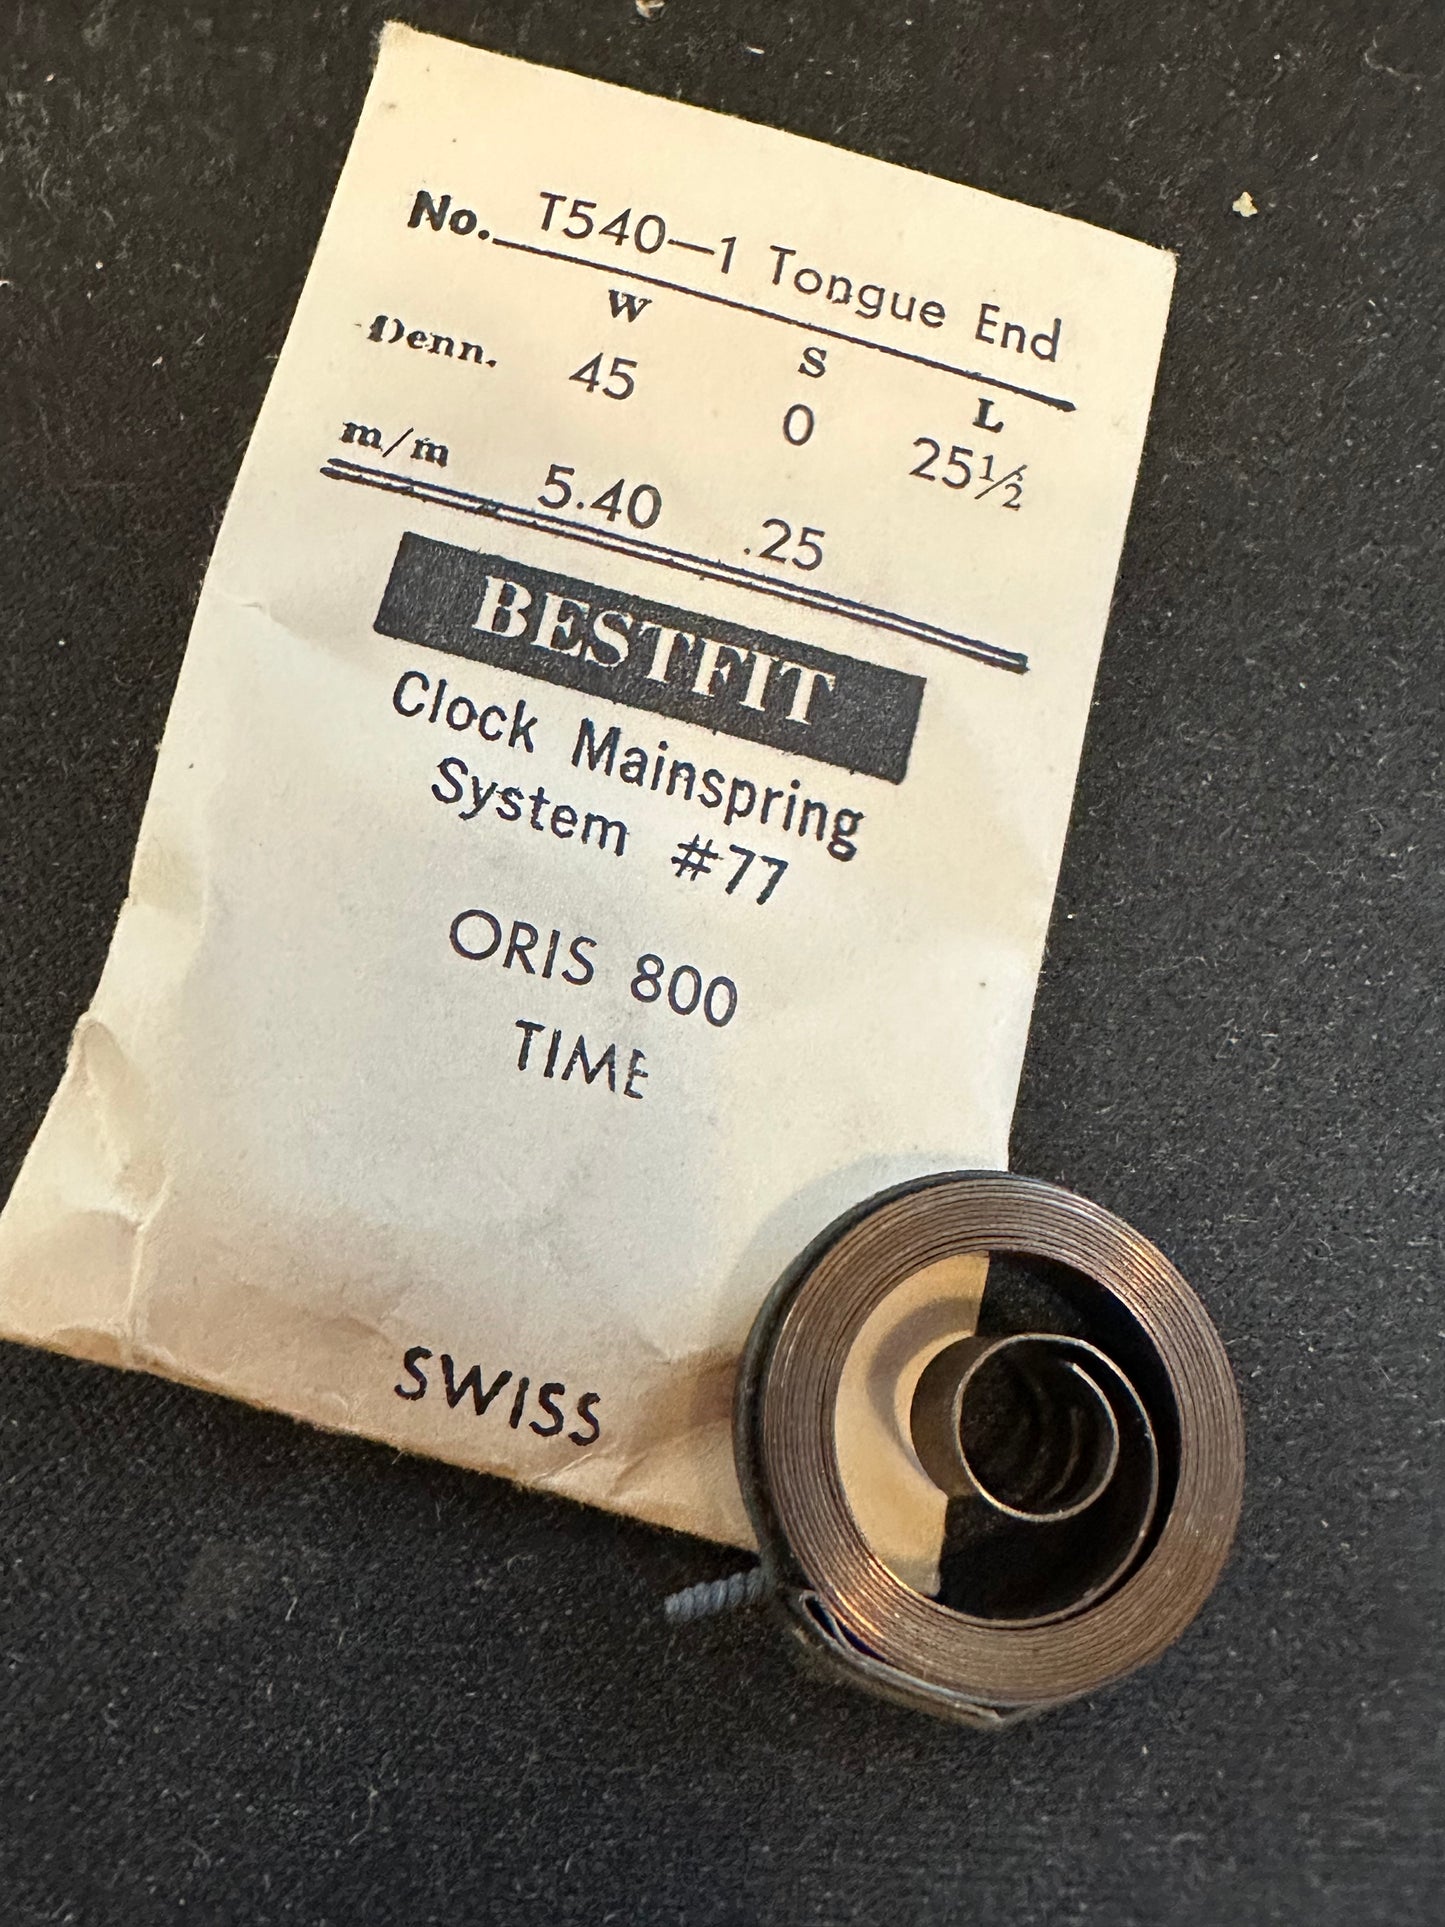 No. T540–1 Tongue End
W S L
Denn. 45 0 25½
m/m 5.40 .25
BESTFIT
Clock Mainspring
System #77
ORIS 800
TIME
SWISS